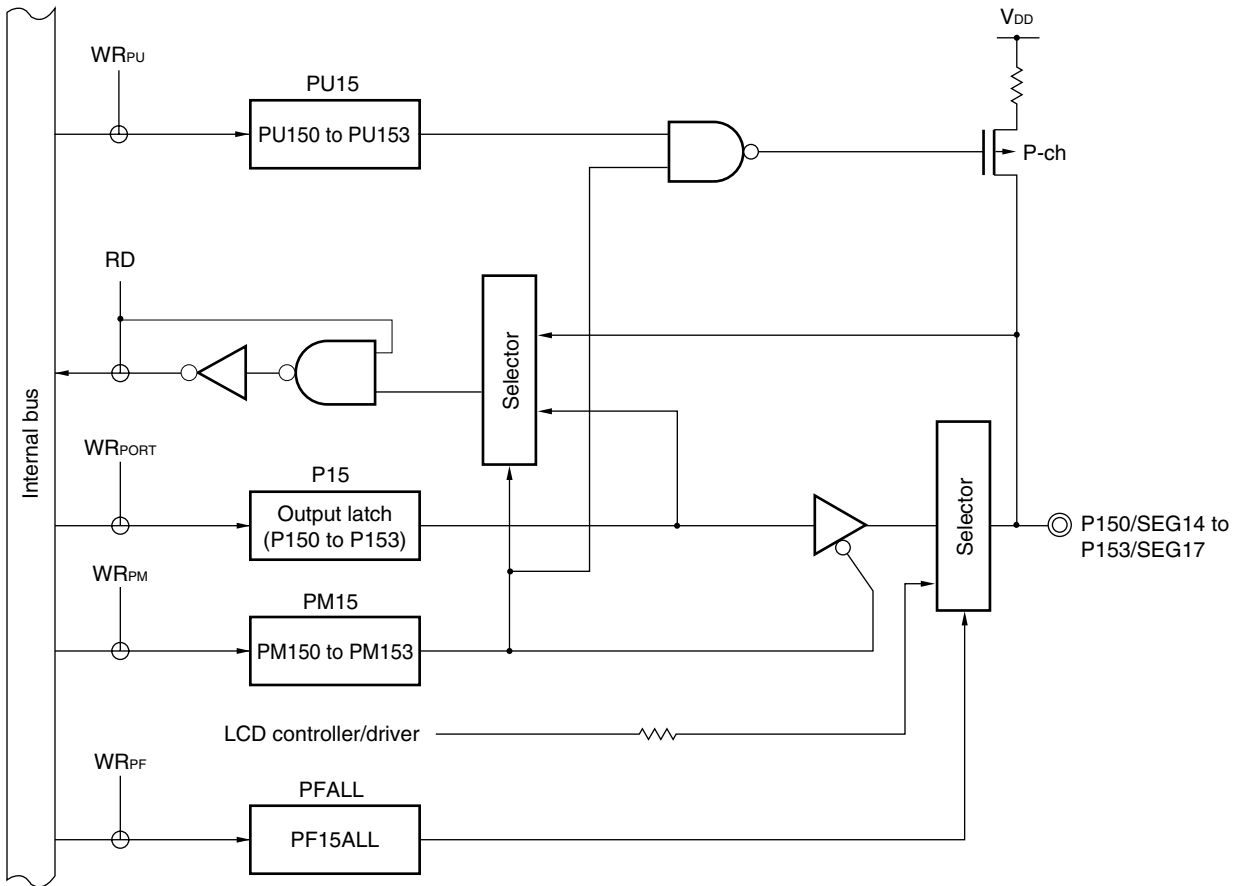 VDD
WRPU
PU15
PU150 to PU153
P-ch
RD
Selector
Internal bus
WRPORT
P15
Output latch
(P150 to P153)
Selector
P150/SEG14 to
P153/SEG17
WRPM
PM15
PM150 to PM153
LCD controller/driver
WRPF
PFALL
PF15ALL